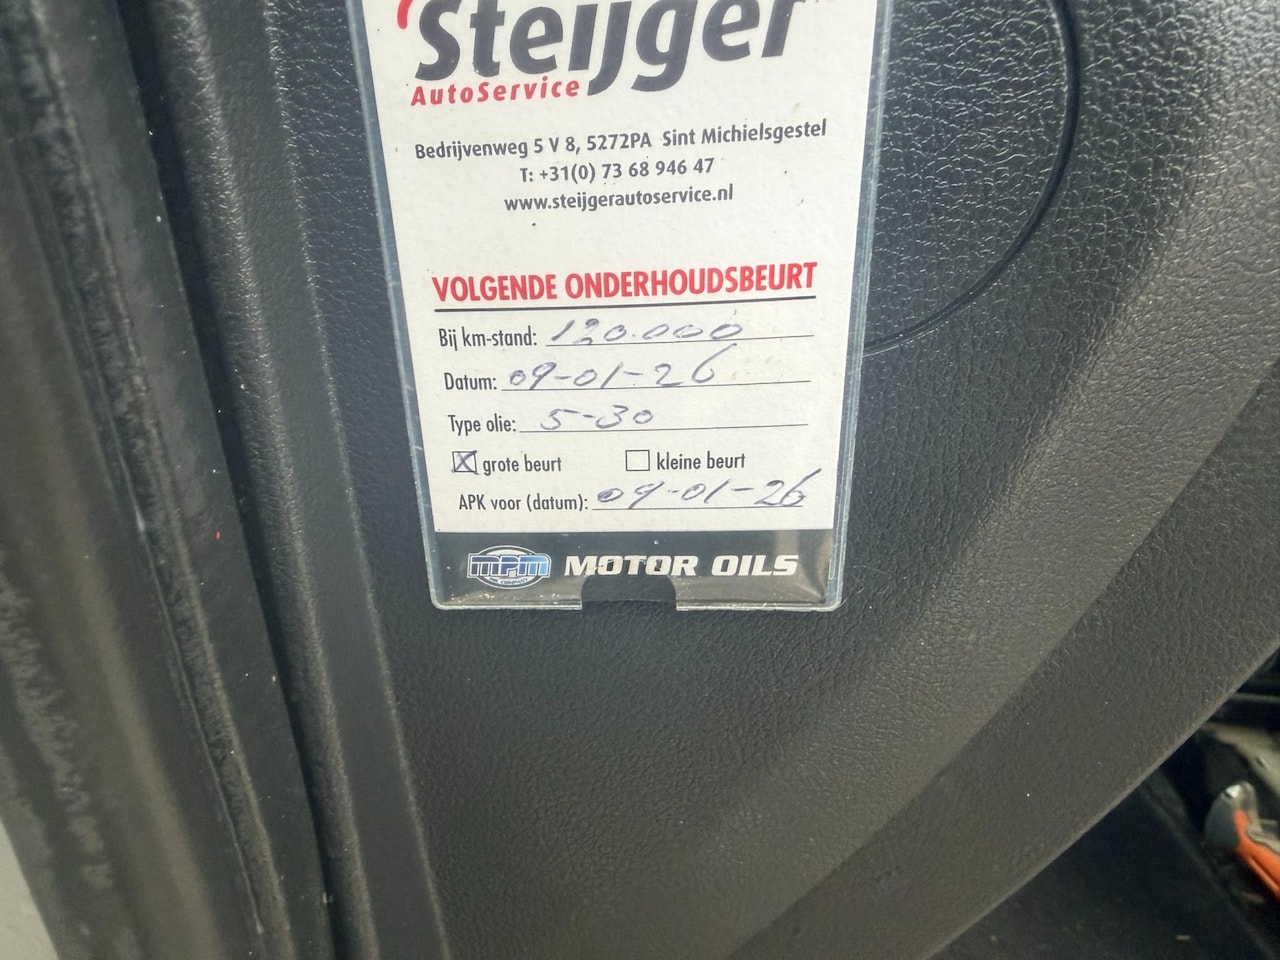 Steijger
AutoService
Bedrijvenweg 5 V 8, 5272PA Sint Michielsgestel
T: +31(0) 73 68 946 47
www.steijgerautoservice.nl
VOLGENDE ONDERHOUDSBEURT
Bij km-stand: 120.000
Datum: 09-01-26
Type olie: 5-30
grote beurt kleine beurt
APK voor (datum): 09-01-26
MPM MOTOR OILS